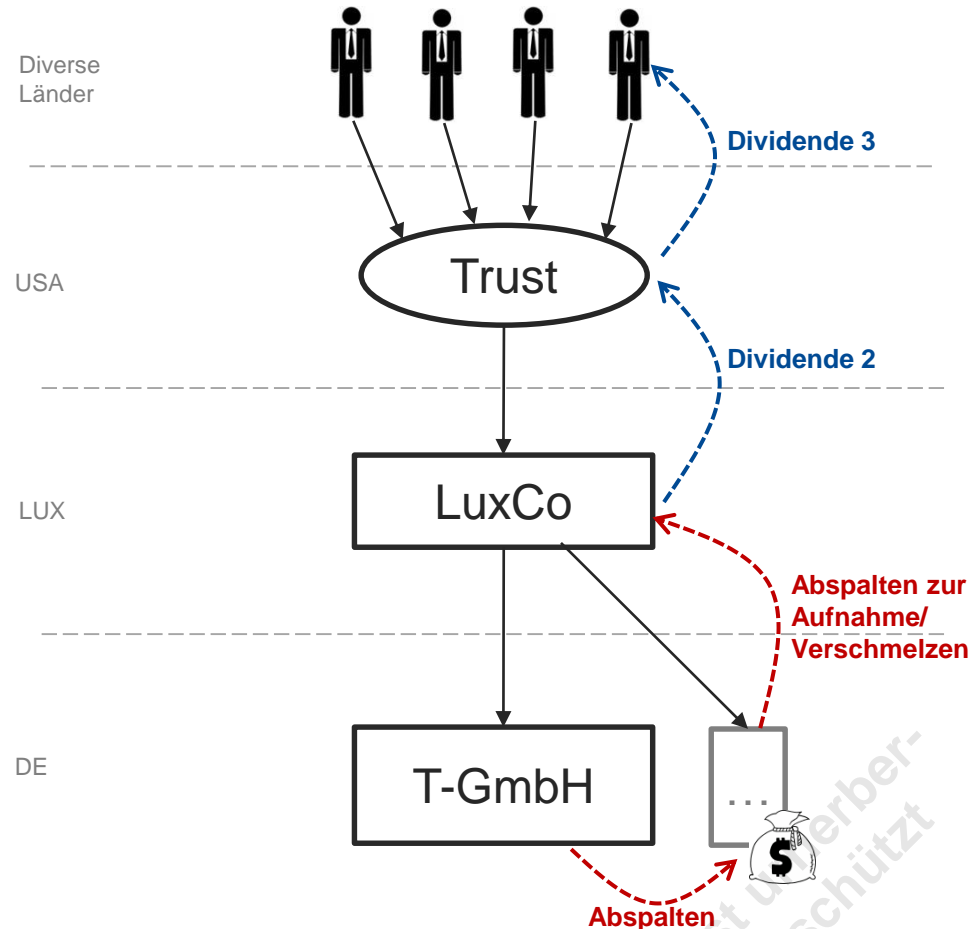 Diverse
Länder
Dividende 3
USA
Trust
Dividende 2
LUX
LuxCo
Abspalten zur
Aufnahme/
Verschmelzen
DE
T-GmbH
...
$
Abspalten